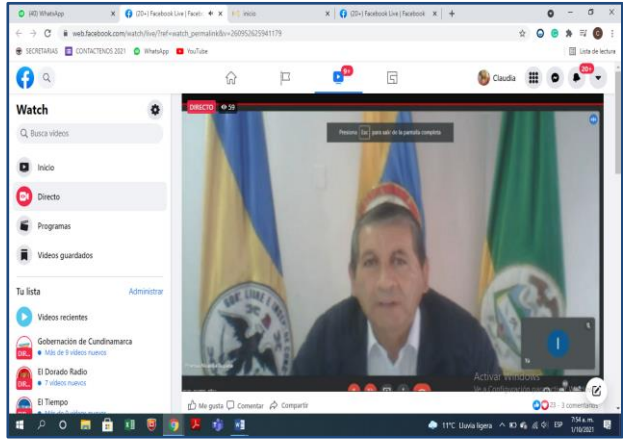 (40) WhatsApp
(20+) Facebook Live | Faceb
Inicio
(20+) Facebook Live | Facebook
web.facebook.com/watch/live/?ref=watch_permalink&v=260952625941179
SECRETARIAS
CONTACTENOS 2021
WhatsApp
YouTube
Lista de lectura
9+
Claudia
20+
Watch
Busca videos
Inicio
Directo
Programas
Videos guardados
Tu lista
Administrar
Videos recientes
Gobernación de Cundinamarca
Más de 9 videos nuevos
El Dorado Radio
7 videos nuevos
El Tiempo
DIRECTO
59
Presiona Esc para salir de la pantalla completa
I
Activar Windows
Me gusta
Comentar
Compartir
3 comentarios
11°C Lluvia ligera
ESP
7:54 a. m.
1/10/2021